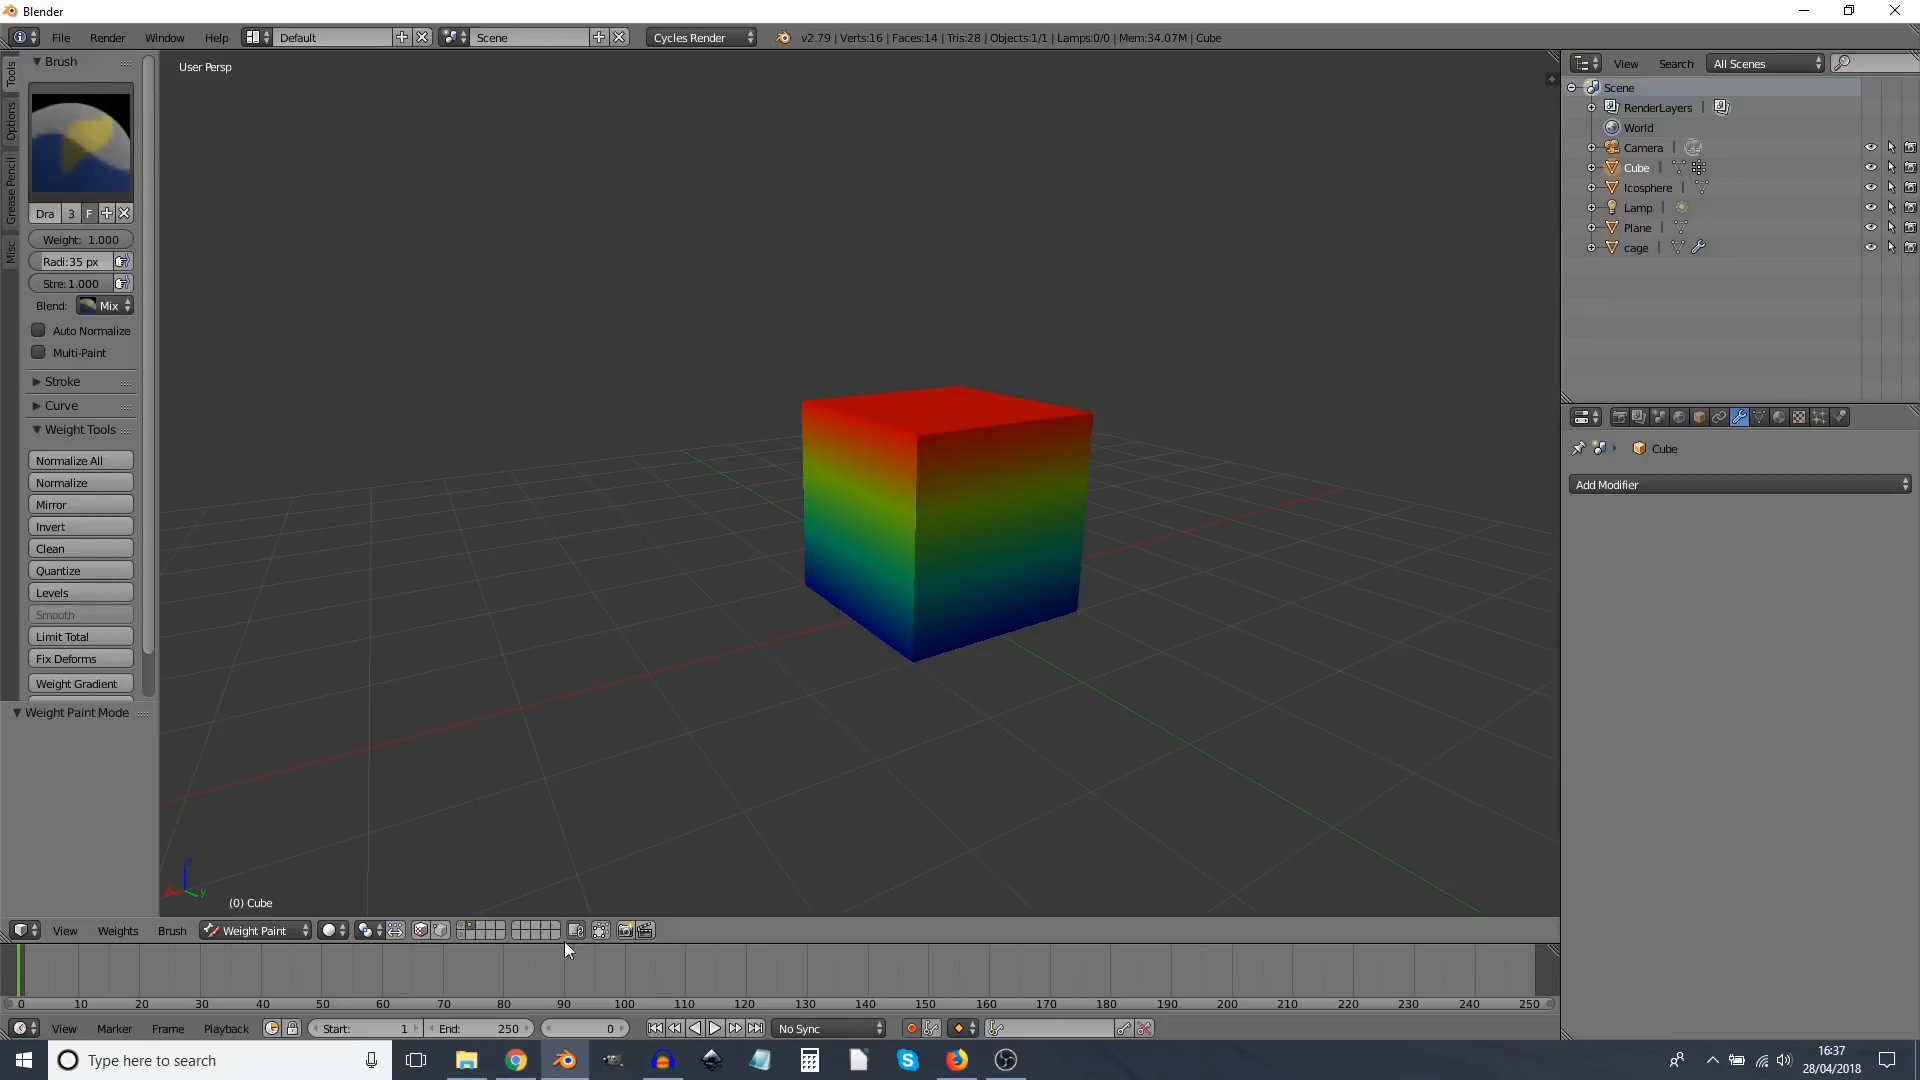 Blender
File Render Window Help Default Scene Cycles Render v2.79 | Verts:16 | Faces:14 | Tris:28 | Objects:1/1 | Lamps:0/0 | Mem:34.07M | Cube
Tools
Options
Grease Pencil
Misc
Brush
Dra 3 F
Weight: 1.000
Radi:35 px
Stre:1.000
Blend: Mix
Auto Normalize
Multi-Paint
Stroke
Curve
Weight Tools
Normalize All
Normalize
Mirror
Invert
Clean
Quantize
Levels
Smooth
Limit Total
Fix Deforms
Weight Gradient
Weight Paint Mode
User Persp
z
y
(0) Cube
View Search All Scenes
Scene
RenderLayers
World
Camera
Cube
Icosphere
Lamp
Plane
cage
Cube
Add Modifier
View Weights Brush Weight Paint
0 10 20 30 40 50 60 70 80 90 100 110 120 130 140 150 160 170 180 190 200 210 220 230 240 250
View Marker Frame Playback Start: 1 End: 250 0 No Sync
Type here to search
16:37
28/04/2018